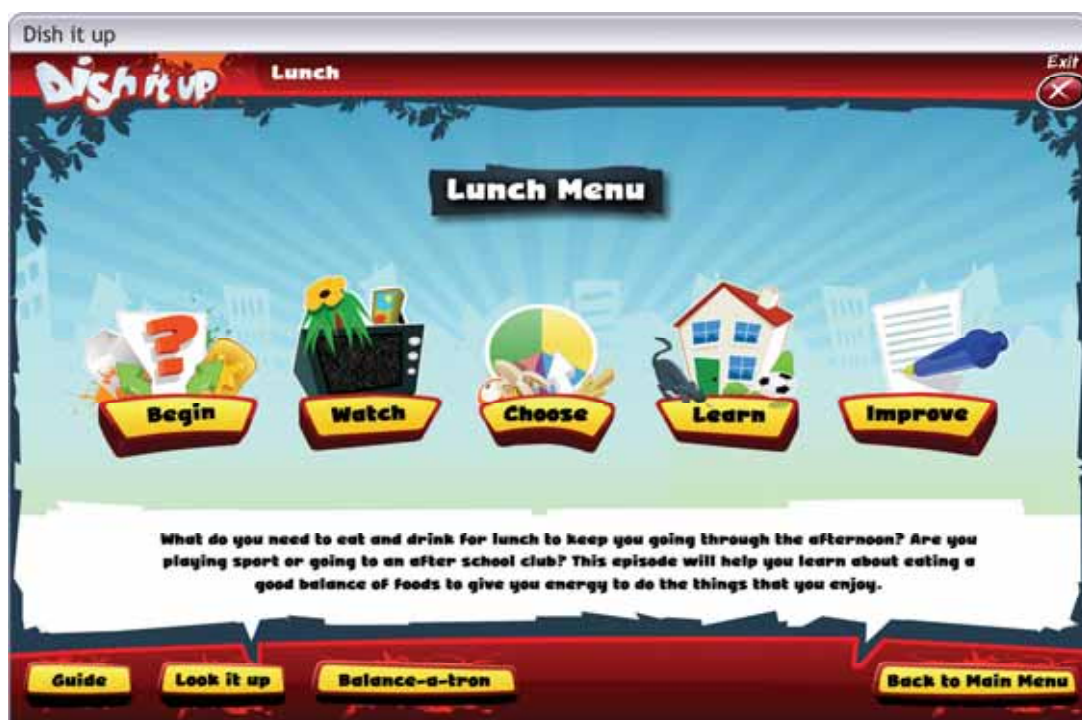 Dish it up
Dish it up
Lunch
Exit
Lunch Menu
?
Begin
Watch
Choose
Learn
Improve
What do you need to eat and drink for lunch to keep you going through the afternoon? Are you
playing sport or going to an after school club? This episode will help you learn about eating a
good balance of foods to give you energy to do the things that you enjoy.
Guide
Look it up
Balance-a-tron
Back to Main Menu